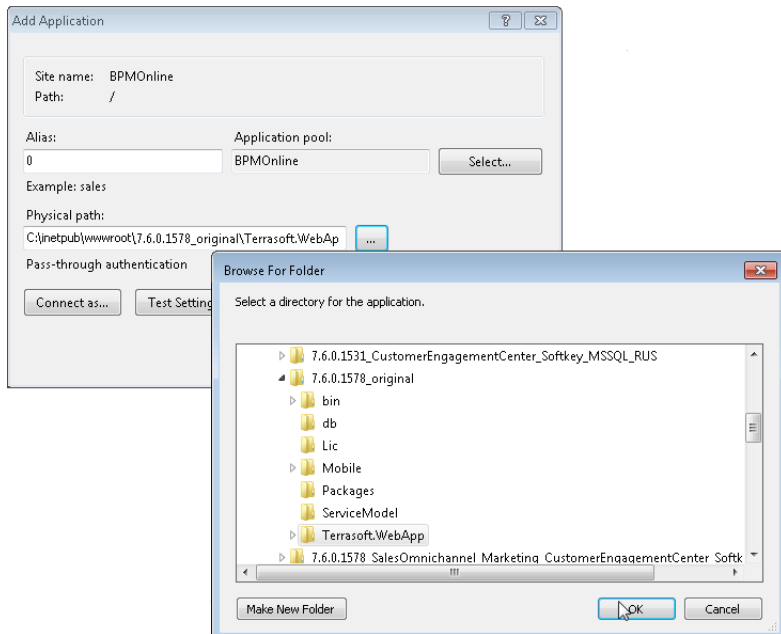 Add Application
Site name: BPMOnline
Path: /
Alias:
Application pool:
0
BPMOnline
Select...
Example: sales
Physical path:
C:\inetpub\wwwroot\7.6.0.1578_original\Terrasoft.WebAp
...
Pass-through authentication
Connect as...
Test Setting
Browse For Folder
Select a directory for the application.
7.6.0.1531_CustomerEngagementCenter_Softkey_MSSQL_RUS
7.6.0.1578_original
bin
db
Lic
Mobile
Packages
ServiceModel
Terrasoft.WebApp
7.6.0.1578_SalesOmnichannel_Marketing_CustomerEngagementCenter_Softk
Make New Folder
OK
Cancel